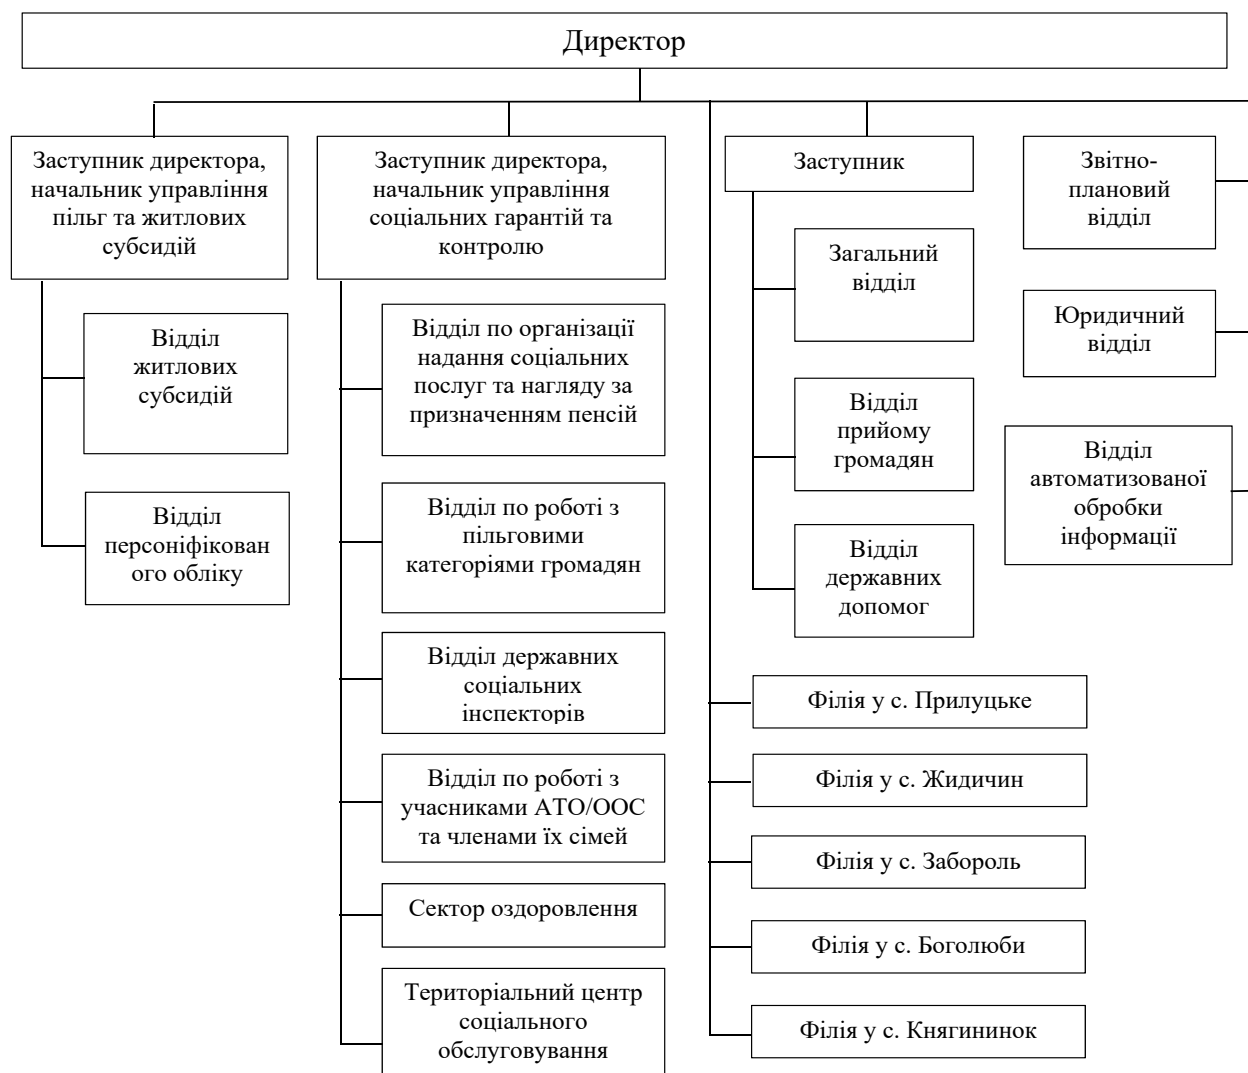 Директор
Заступник директора,
начальник управління
пільг та житлових
субсидій
Відділ
житлових
субсидій
Відділ
персоніфікован
ого обліку
Заступник директора,
начальник управління
соціальних гарантій та
контролю
Відділ по організації
надання соціальних
послуг та нагляду за
призначенням пенсій
Відділ по роботі з
пільговими
категоріями громадян
Відділ державних
соціальних
інспекторів
Відділ по роботі з
учасниками АТО/ООС
та членами їх сімей
Сектор оздоровлення
Територіальний центр
соціального
обслуговування
Заступник
Загальний
відділ
Відділ
прийому
громадян
Відділ
державних
допомог
Звітно-
плановий
відділ
Юридичний
відділ
Відділ
автоматизованої
обробки
інформації
Філія у с. Прилуцьке
Філія у с. Жидичин
Філія у с. Забороль
Філія у с. Боголюби
Філія у с. Княгининок